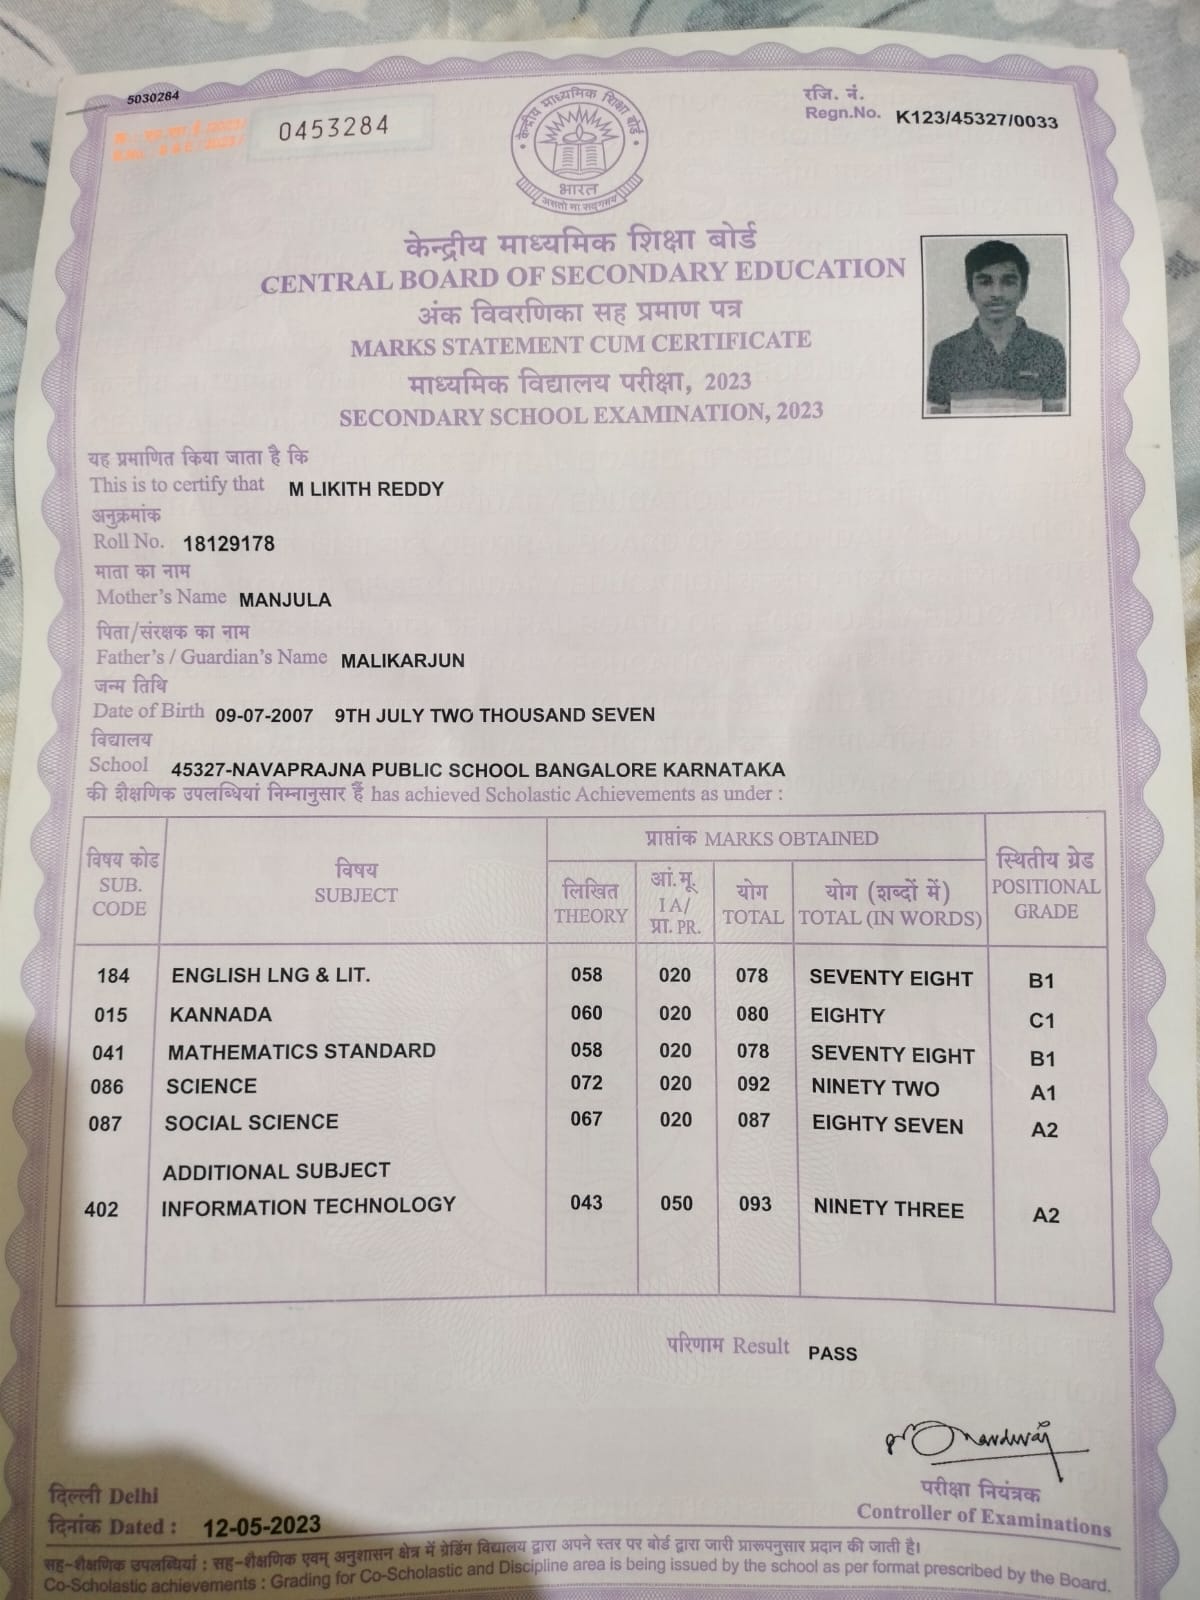 5030284
0453284
रजि. नं.
Regn.No. K123/45327/0033
केन्द्रीय माध्यमिक शिक्षा बोर्ड
भारत
असतो मा सद्गमय
केन्द्रीय माध्यमिक शिक्षा बोर्ड
CENTRAL BOARD OF SECONDARY EDUCATION
अंक विवरणिका सह प्रमाण पत्र
MARKS STATEMENT CUM CERTIFICATE
माध्यमिक विद्यालय परीक्षा, 2023
SECONDARY SCHOOL EXAMINATION, 2023
यह प्रमाणित किया जाता है कि
This is to certify that M LIKITH REDDY
अनुक्रमांक
Roll No. 18129178
माता का नाम
Mother's Name MANJULA
पिता/संरक्षक का नाम
Father's / Guardian's Name MALIKARJUN
जन्म तिथि
Date of Birth 09-07-2007 9TH JULY TWO THOUSAND SEVEN
विद्यालय
School 45327-NAVAPRAJNA PUBLIC SCHOOL BANGALORE KARNATAKA
की शैक्षणिक उपलब्धियां निम्नानुसार हैं has achieved Scholastic Achievements as under :
विषय कोड SUB. CODE
विषय SUBJECT
प्राप्तांक MARKS OBTAINED
लिखित THEORY
आं.मू. I A/ प्रा. PR.
योग TOTAL
योग (शब्दों में) TOTAL (IN WORDS)
स्थितीय ग्रेड POSITIONAL GRADE
184 ENGLISH LNG & LIT. 058 020 078 SEVENTY EIGHT B1
015 KANNADA 060 020 080 EIGHTY C1
041 MATHEMATICS STANDARD 058 020 078 SEVENTY EIGHT B1
086 SCIENCE 072 020 092 NINETY TWO A1
087 SOCIAL SCIENCE 067 020 087 EIGHTY SEVEN A2
ADDITIONAL SUBJECT
402 INFORMATION TECHNOLOGY 043 050 093 NINETY THREE A2
परिणाम Result PASS
परीक्षा नियंत्रक
Controller of Examinations
दिल्ली Delhi
दिनांक Dated : 12-05-2023
सह-शैक्षणिक उपलब्धियां : सह-शैक्षणिक एवम् अनुशासन क्षेत्र में ग्रेडिंग विद्यालय द्वारा अपने स्तर पर बोर्ड द्वारा जारी प्रारूपनुसार प्रदान की जाती है।
Co-Scholastic achievements : Grading for Co-Scholastic and Discipline area is being issued by the school as per format prescribed by the Board.